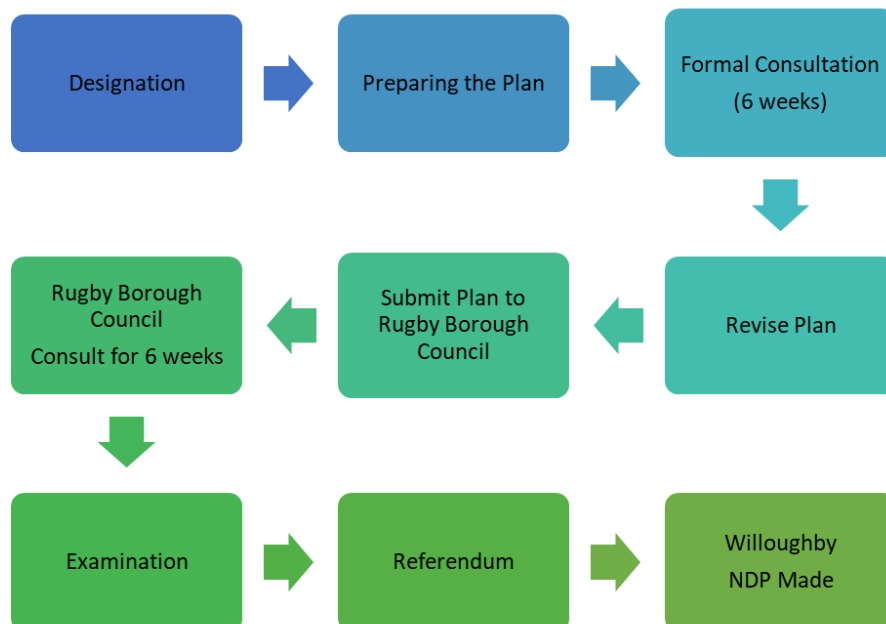 Designation
Preparing the Plan
Formal Consultation
(6 weeks)
Revise Plan
Submit Plan to
Rugby Borough
Council
Rugby Borough
Council
Consult for 6 weeks
Examination
Referendum
Willoughby
NDP Made